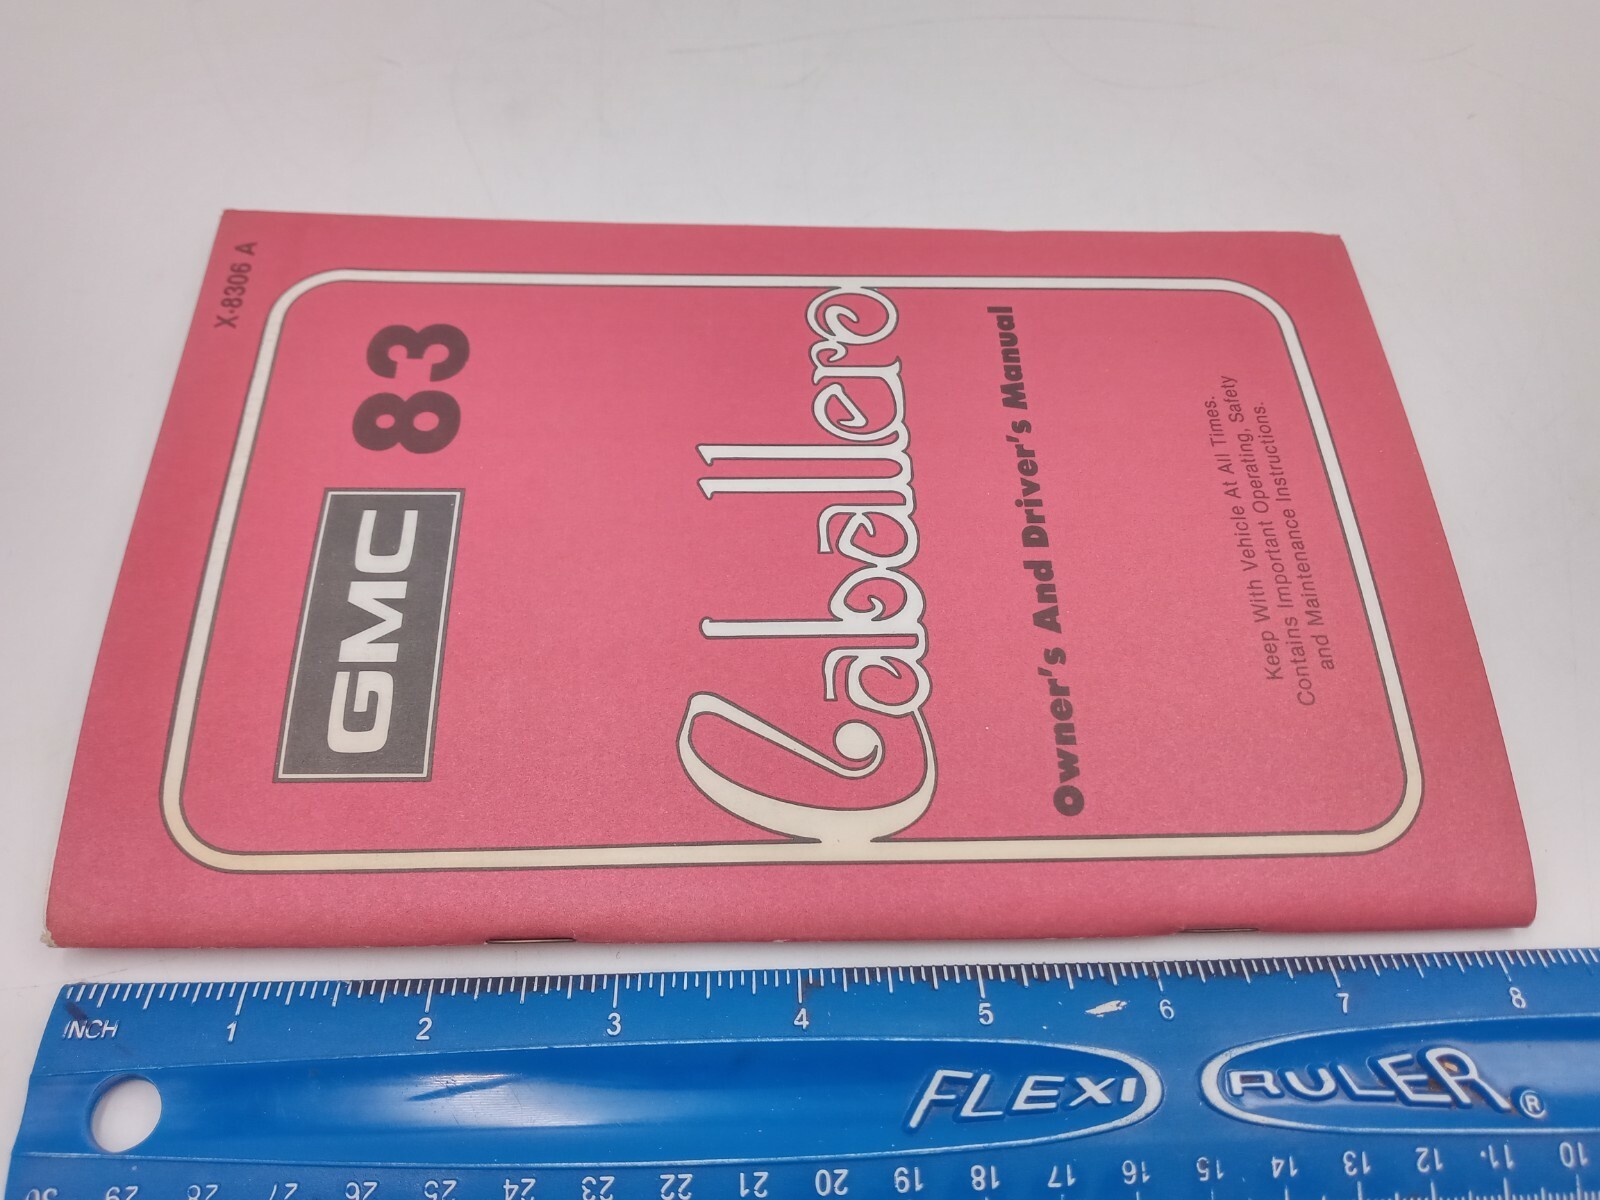 X-8306 A
GMC 83
Caballero
Owner's And Driver's Manual
Keep With Vehicle At All Times.
Contains Important Operating, Safety
and Maintenance Instructions.
INCH 1 2 3 4 5 6 7 8
FLEXI RULER®
30 29 28 27 26 25 24 23 22 21 20 19 18 17 16 15 14 13 12 11 10